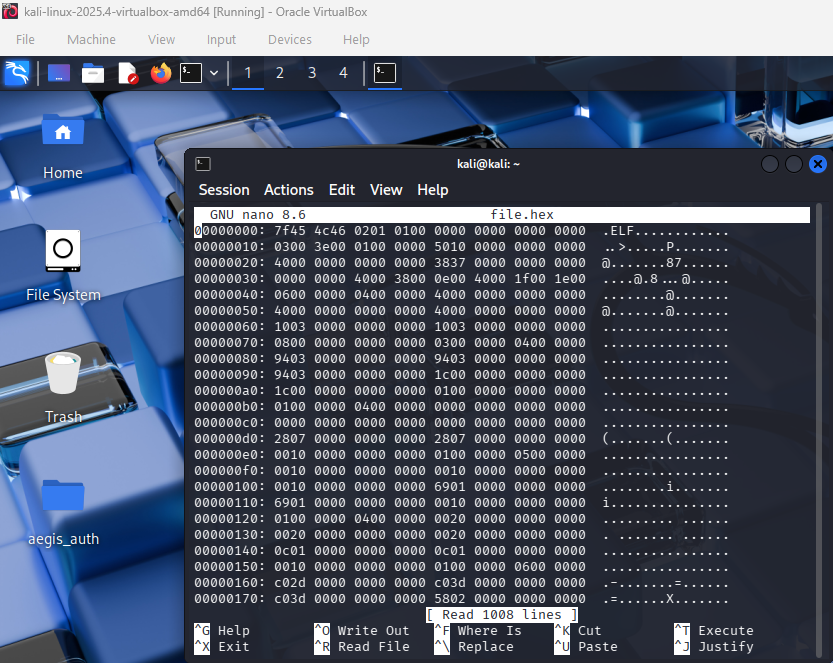 kali-linux-2025.4-virtualbox-amd64 [Running] - Oracle VirtualBox
File Machine View Input Devices Help
1 2 3 4
Home
File System
Trash
aegis_auth
kali@kali: ~
Session Actions Edit View Help
GNU nano 8.6 file.hex
00000000: 7f45 4c46 0201 0100 0000 0000 0000 0000 .ELF............
00000010: 0300 3e00 0100 0000 5010 0000 0000 0000 ..>.....P.......
00000020: 4000 0000 0000 0000 3837 0000 0000 0000 @.......87......
00000030: 0000 0000 4000 3800 0e00 4000 1f00 1e00 ....@.8...@.....
00000040: 0600 0000 0400 0000 4000 0000 0000 0000 ........@.......
00000050: 4000 0000 0000 0000 4000 0000 0000 0000 @.......@.......
00000060: 1003 0000 0000 0000 1003 0000 0000 0000 ................
00000070: 0800 0000 0000 0000 0300 0000 0400 0000 ................
00000080: 9403 0000 0000 0000 9403 0000 0000 0000 ................
00000090: 9403 0000 0000 0000 1c00 0000 0000 0000 ................
000000a0: 1c00 0000 0000 0000 0100 0000 0000 0000 ................
000000b0: 0100 0000 0400 0000 0000 0000 0000 0000 ................
000000c0: 0000 0000 0000 0000 0000 0000 0000 0000 ................
000000d0: 2807 0000 0000 0000 2807 0000 0000 0000 (.......(.......
000000e0: 0010 0000 0000 0000 0100 0000 0500 0000 ................
000000f0: 0010 0000 0000 0000 0010 0000 0000 0000 ................
00000100: 0010 0000 0000 0000 6901 0000 0000 0000 ........i.......
00000110: 6901 0000 0000 0000 0010 0000 0000 0000 i...............
00000120: 0100 0000 0400 0000 0020 0000 0000 0000 ......... ......
00000130: 0020 0000 0000 0000 0020 0000 0000 0000 . ....... ......
00000140: 0c01 0000 0000 0000 0c01 0000 0000 0000 ................
00000150: 0010 0000 0000 0000 0100 0000 0600 0000 ................
00000160: c02d 0000 0000 0000 c03d 0000 0000 0000 .-.......=......
00000170: c03d 0000 0000 0000 5802 0000 0000 0000 .=......X.......
[ Read 1008 lines ]
^G Help ^O Write Out ^F Where Is ^K Cut ^T Execute
^X Exit ^R Read File ^\ Replace ^U Paste ^J Justify